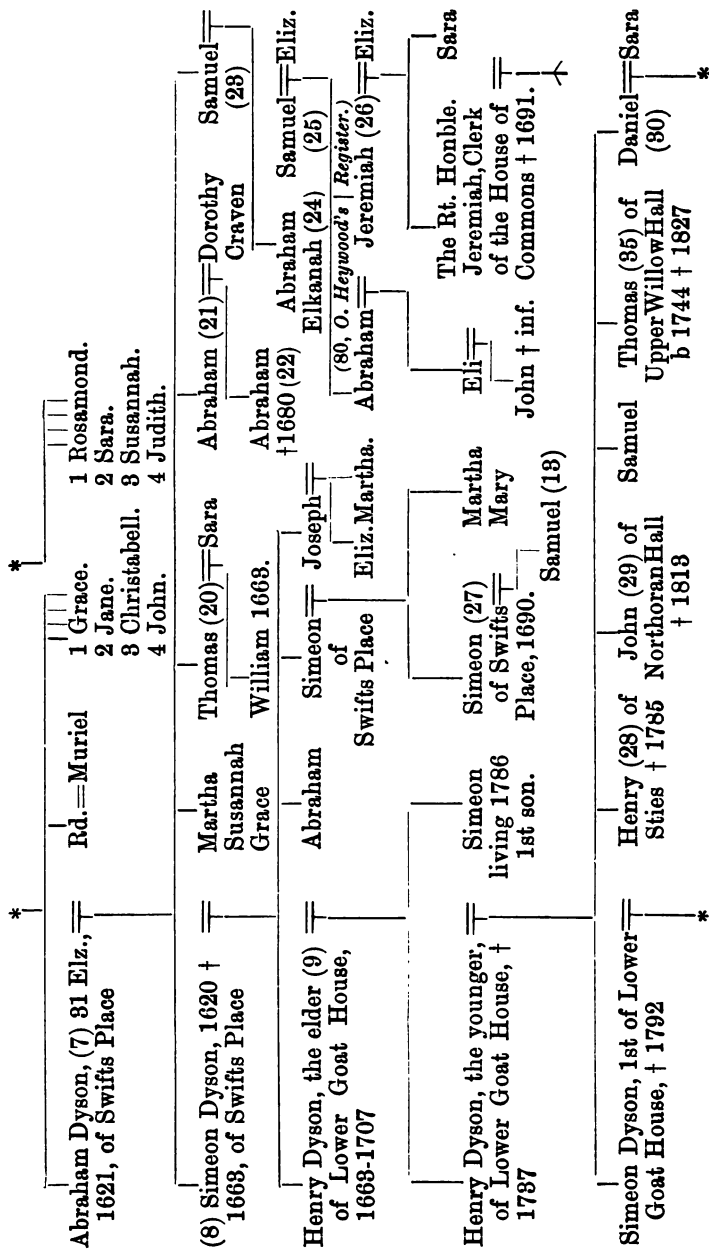 * *
Abraham Dyson, (7) 31 Elz.,
1621, of Swifts Place
Rd. = Muriel
1 Grace.
2 Jane.
3 Christabell.
4 John.
1 Rosamond.
2 Sara.
3 Susannah.
4 Judith.
(8) Simeon Dyson, 1620 †
1663, of Swifts Place
Martha
Susannah
Grace
Thomas (20) = Sara
William 1663.
Abraham (21) = Dorothy
Craven
Abraham
†1680 (22)
Samuel
(23)
Henry Dyson, the elder (9)
of Lower Goat House,
1663-1707
Abraham
Simeon
of
Swifts Place
Joseph
Eliz. Martha.
Abraham
Elkanah (24)
Samuel = Eliz.
(25)
(80, O. Heywood's | Register.)
Abraham
Jeremiah (26) = Eliz.
Henry Dyson, the younger,
of Lower Goat House, †
1737
Simeon
living 1786
1st son.
Simeon (27)
of Swifts
Place, 1690.
Samuel (13)
Martha
Mary
Eli
John † inf.
The Rt. Honble.
Jeremiah, Clerk
of the House of
Commons † 1691.
Sara
Simeon Dyson, 1st of Lower
Goat House, † 1792
Henry (28) of
Sties † 1785
John (29) of
Northoran Hall
† 1813
Samuel
Thomas (35) of
Upper Willow Hall
b 1744 † 1827
Daniel = Sara
(30)
* *